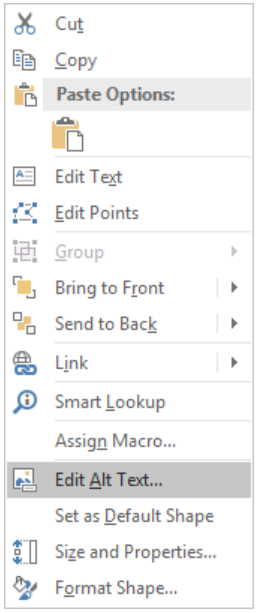 Cut
Copy
Paste Options:
Edit Text
Edit Points
Group
Bring to Front
Send to Back
Link
Smart Lookup
Assign Macro...
Edit Alt Text...
Set as Default Shape
Size and Properties...
Format Shape...